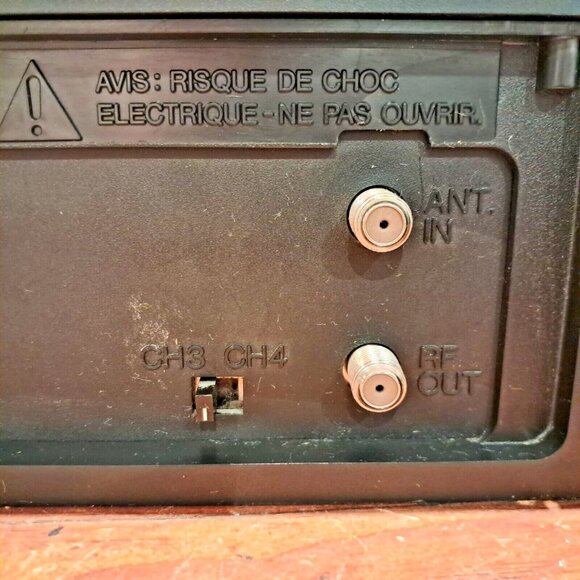 AVIS: RISQUE DE CHOC
ELECTRIQUE-NE PAS OUVRIR.
ANT.
IN
CH3 CH4
RF
OUT